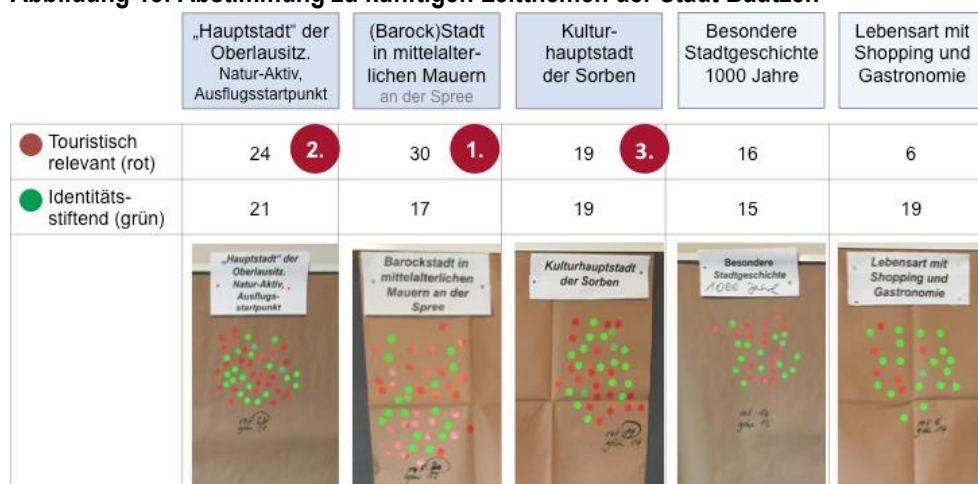 Abbildung 10: Abstimmung zu künftigen Leitthemen der Stadt Bautzen
„Hauptstadt“ der
Oberlausitz.
Natur-Aktiv,
Ausflugsstartpunkt
(Barock)Stadt
in mittelalter-
lichen Mauern
an der Spree
Kultur-
hauptstadt
der Sorben
Besondere
Stadtgeschichte
1000 Jahre
Lebensart mit
Shopping und
Gastronomie
Touristisch
relevant (rot)
24 2. 30 1. 19 3. 16 6
Identitäts-
stiftend (grün)
21 17 19 15 19
„Hauptstadt“ der
Oberlausitz.
Natur-Aktiv,
Ausflugs-
startpunkt
Barockstadt in
mittelalterlichen
Mauern an der
Spree
Kulturhauptstadt
der Sorben
Besondere
Stadtgeschichte
1000 Jahre
Lebensart mit
Shopping und
Gastronomie